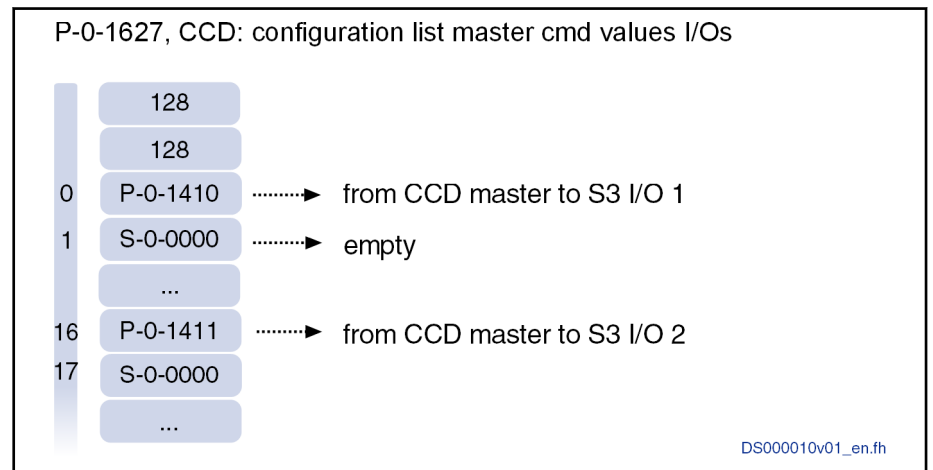 P-0-1627, CCD: configuration list master cmd values I/Os
128
128
0 P-0-1410 from CCD master to S3 I/O 1
1 S-0-0000 empty
...
16 P-0-1411 from CCD master to S3 I/O 2
17 S-0-0000
...
DS000010v01_en.fh